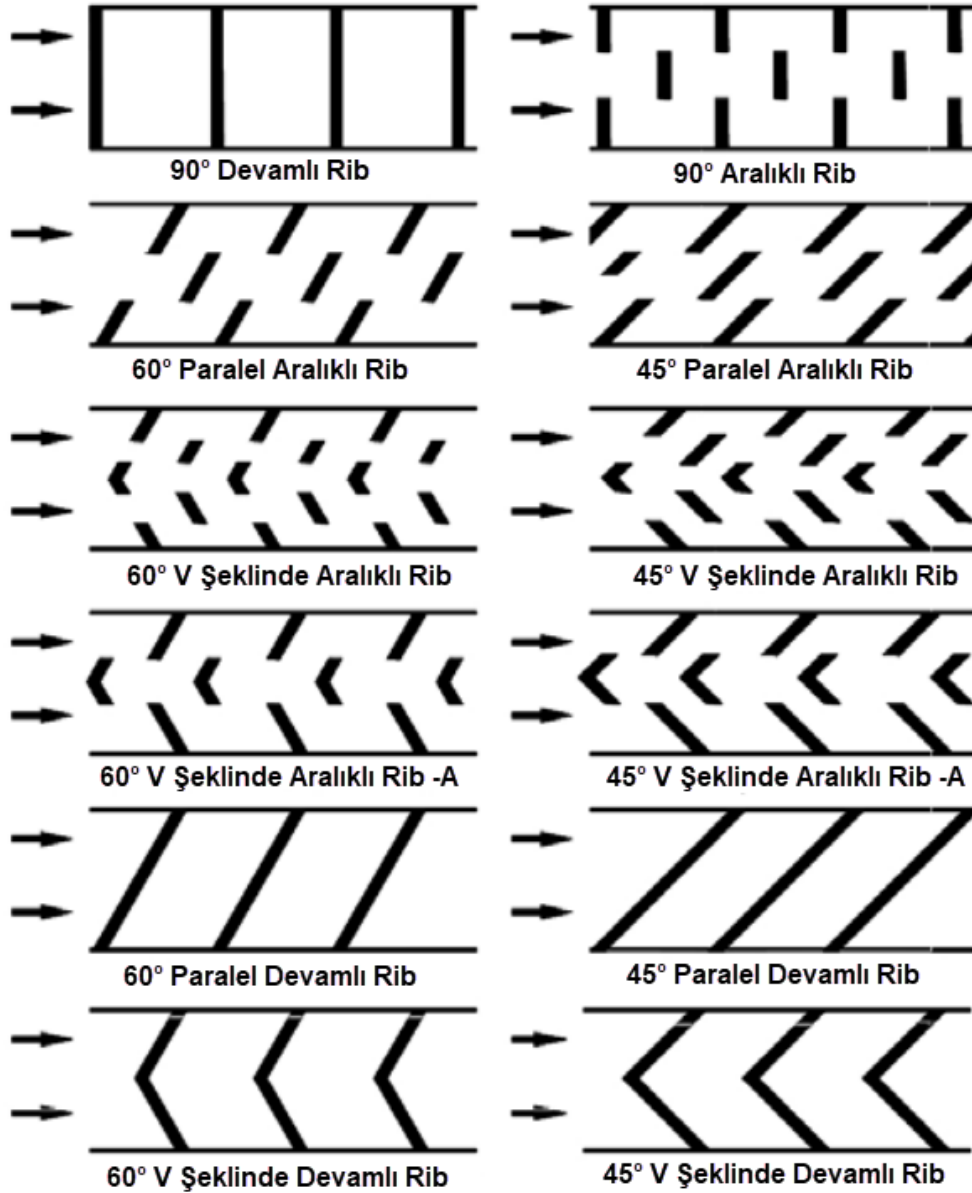 90° Devamlı Rib
90° Aralıklı Rib
60° Paralel Aralıklı Rib
45° Paralel Aralıklı Rib
60° V Şeklinde Aralıklı Rib
45° V Şeklinde Aralıklı Rib
60° V Şeklinde Aralıklı Rib -A
45° V Şeklinde Aralıklı Rib -A
60° Paralel Devamlı Rib
45° Paralel Devamlı Rib
60° V Şeklinde Devamlı Rib
45° V Şeklinde Devamlı Rib